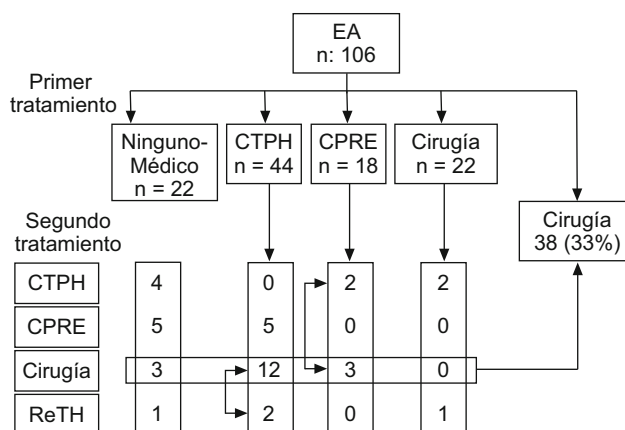 EA
n: 106
Primer
tratamiento
Ninguno-
Médico
n = 22
CTPH
n = 44
CPRE
n = 18
Cirugía
n = 22
Cirugía
38 (33%)
Segundo
tratamiento
CTPH 4 0 2 2
CPRE 5 5 0 0
Cirugía 3 12 3 0
ReTH 1 2 0 1